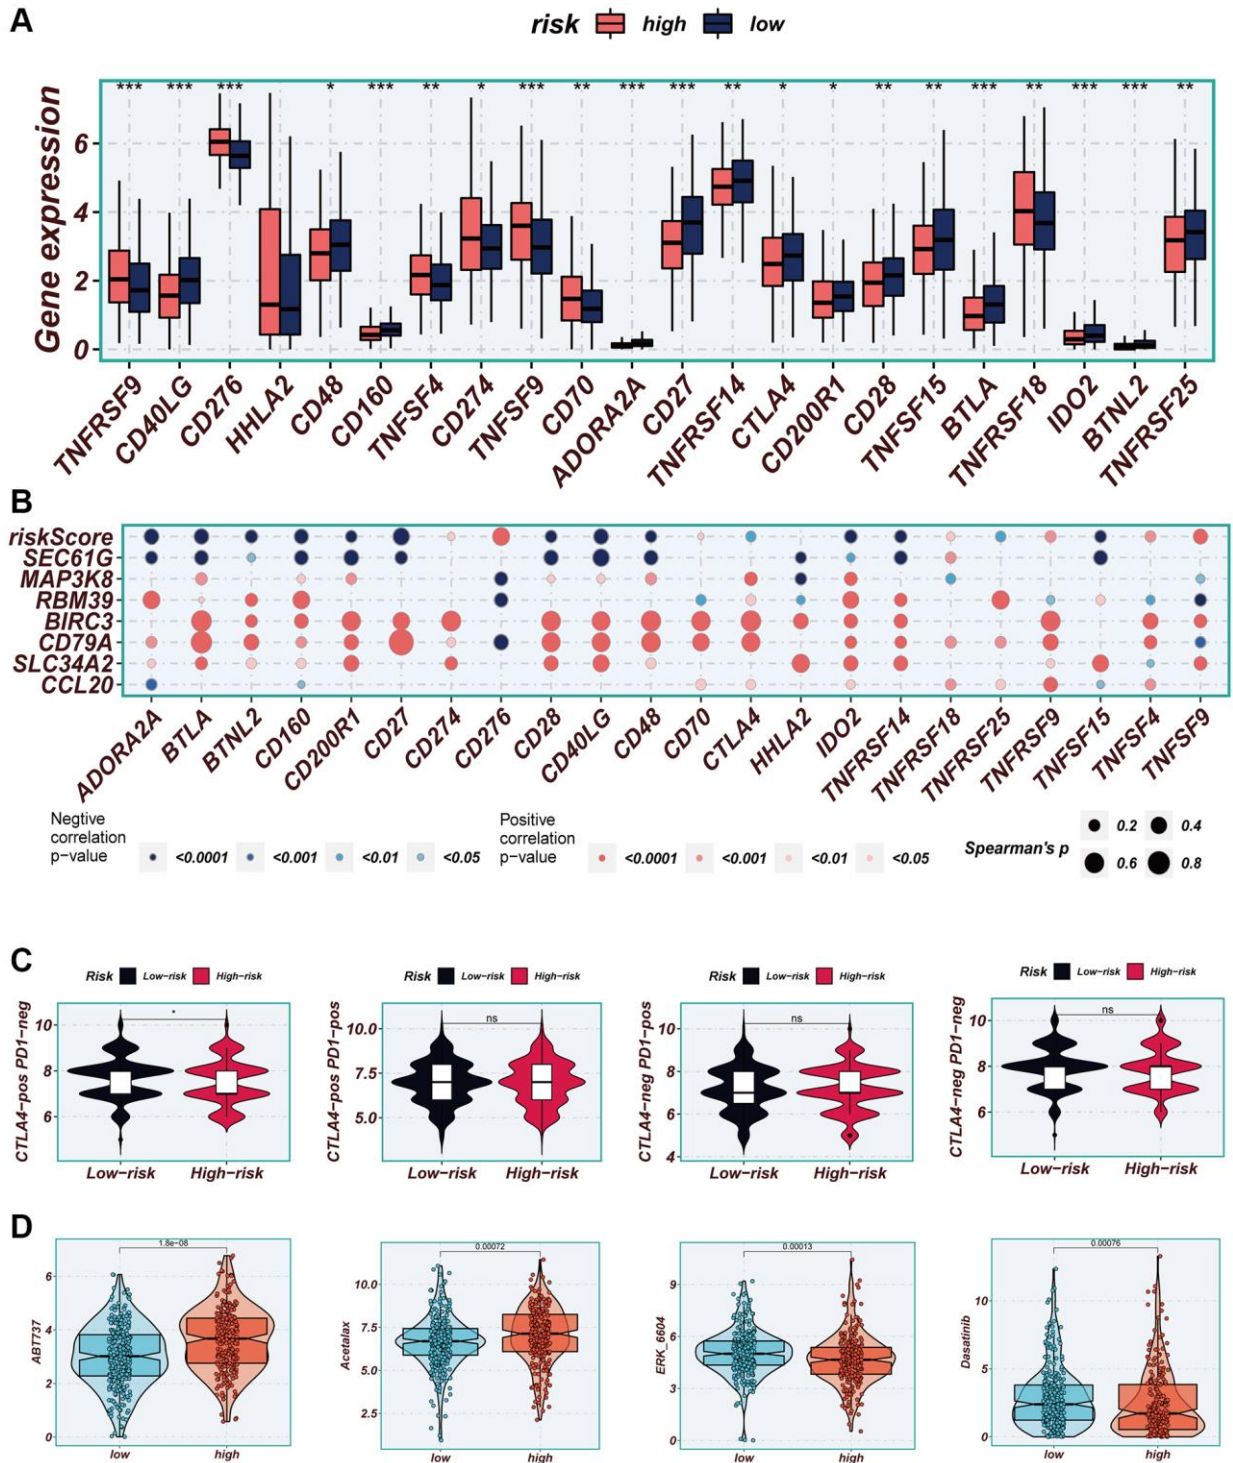 A
risk high low
*** *** *** * *** ** * *** ** *** *** ** * * ** ** *** ** *** *** **
Gene expression
6
4
2
0
TNFRSF9 CD40LG CD276 HHLA2 CD48 CD160 TNFSF4 CD274 TNFSF9 CD70 ADORA2A CD27 TNFRSF14 CTLA4 CD200R1 CD28 TNFSF15 BTLA TNFRSF18 IDO2 BTNL2 TNFRSF25
B
riskScore
SEC61G
MAP3K8
RBM39
BIRC3
CD79A
SLC34A2
CCL20
ADORA2A BTLA BTNL2 CD160 CD200R1 CD27 CD274 CD276 CD28 CD40LG CD48 CD70 CTLA4 HHLA2 IDO2 TNFRSF14 TNFRSF18 TNFRSF25 TNFRSF9 TNFSF15 TNFSF4 TNFSF9
Negtive
correlation
p-value
<0.0001 <0.001 <0.01 <0.05
Positive
correlation
p-value
<0.0001 <0.001 <0.01 <0.05
Spearman's p
0.2 0.4
0.6 0.8
C
Risk Low-risk High-risk
CTLA4-pos PD1-neg
10
8
6
*
Low-risk High-risk
Risk Low-risk High-risk
CTLA4-pos PD1-pos
10.0
7.5
5.0
ns
Low-risk High-risk
Risk Low-risk High-risk
CTLA4-neg PD1-pos
10
8
6
4
ns
Low-risk High-risk
Risk Low-risk High-risk
CTLA4-neg PD1-neg
10
8
6
ns
Low-risk High-risk
D
ABT737
6
4
2
0
1.8e-08
low high
Acetalax
10.0
7.5
5.0
2.5
0.00072
low high
ERK_6604
9
6
3
0
0.00013
low high
Dasatinib
10
5
0
0.00076
low high